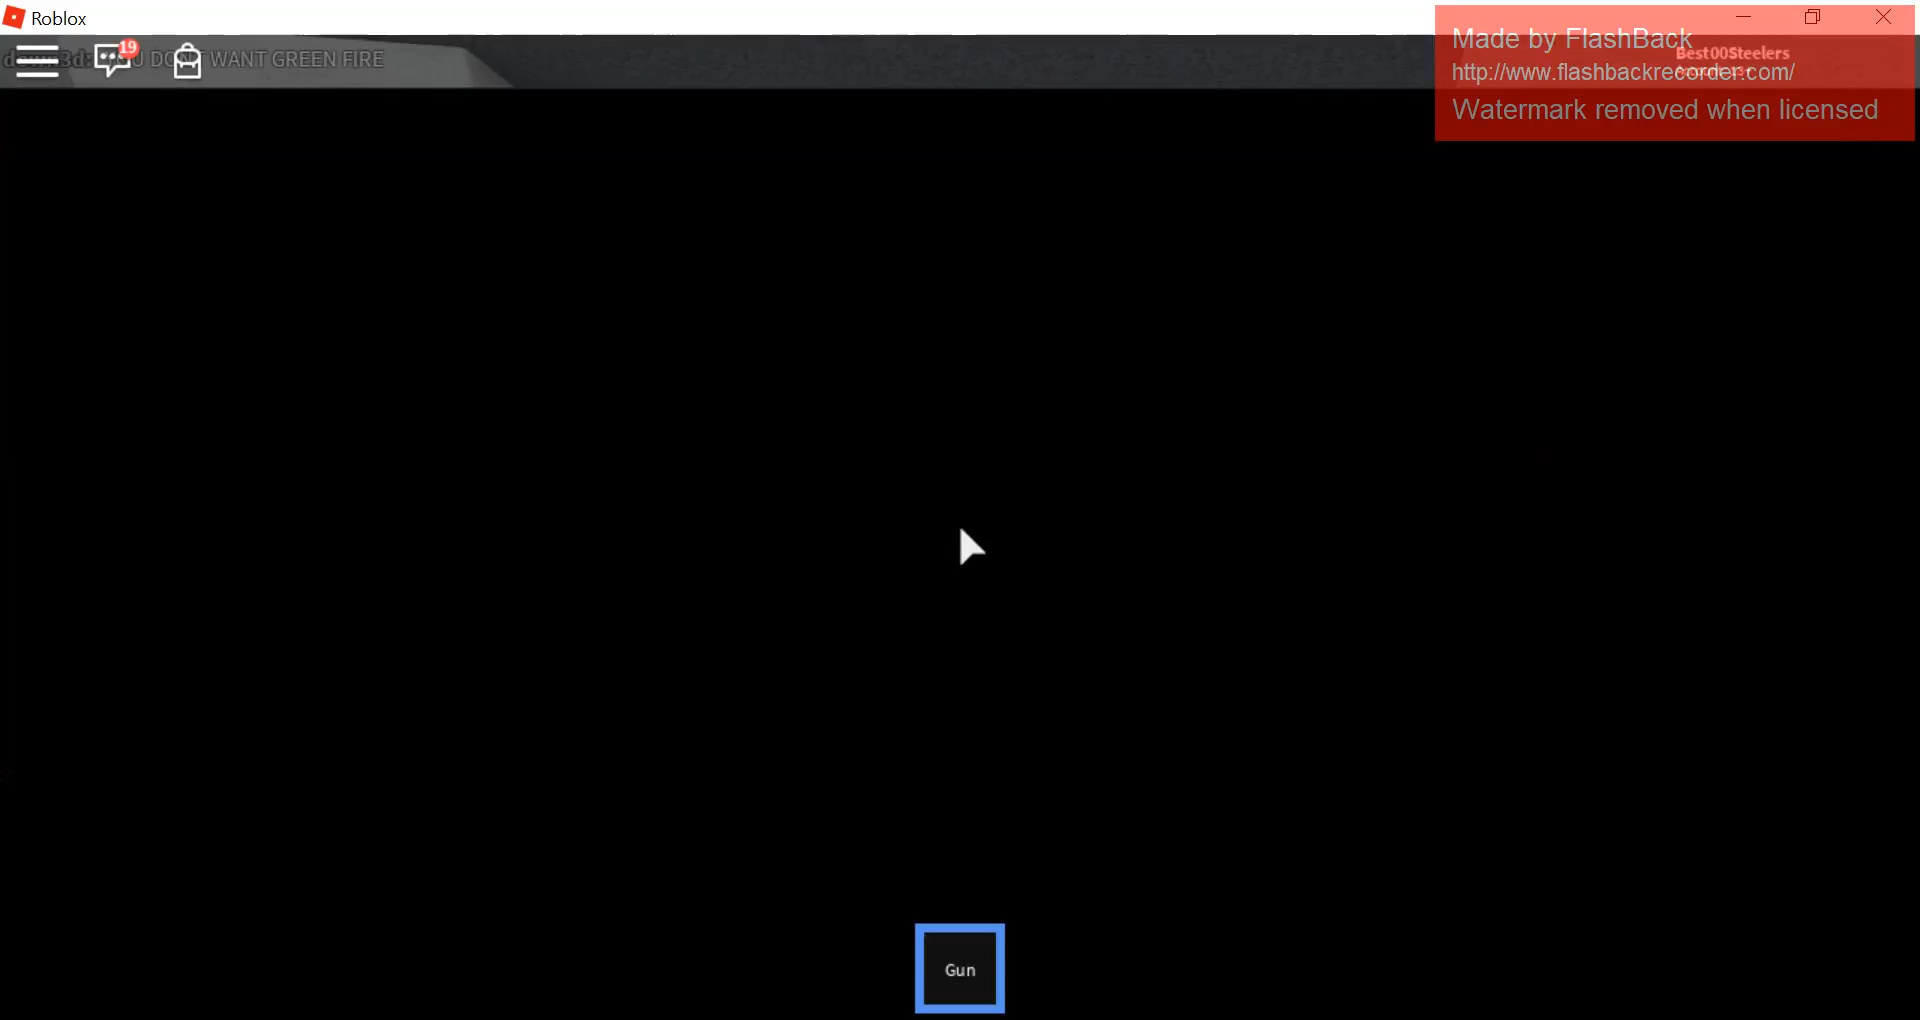 Roblox
19
WANT GREEN FIRE
Made by FlashBack
Best00Steelers
http://www.flashbackrecorder.com/
Watermark removed when licensed
Gun